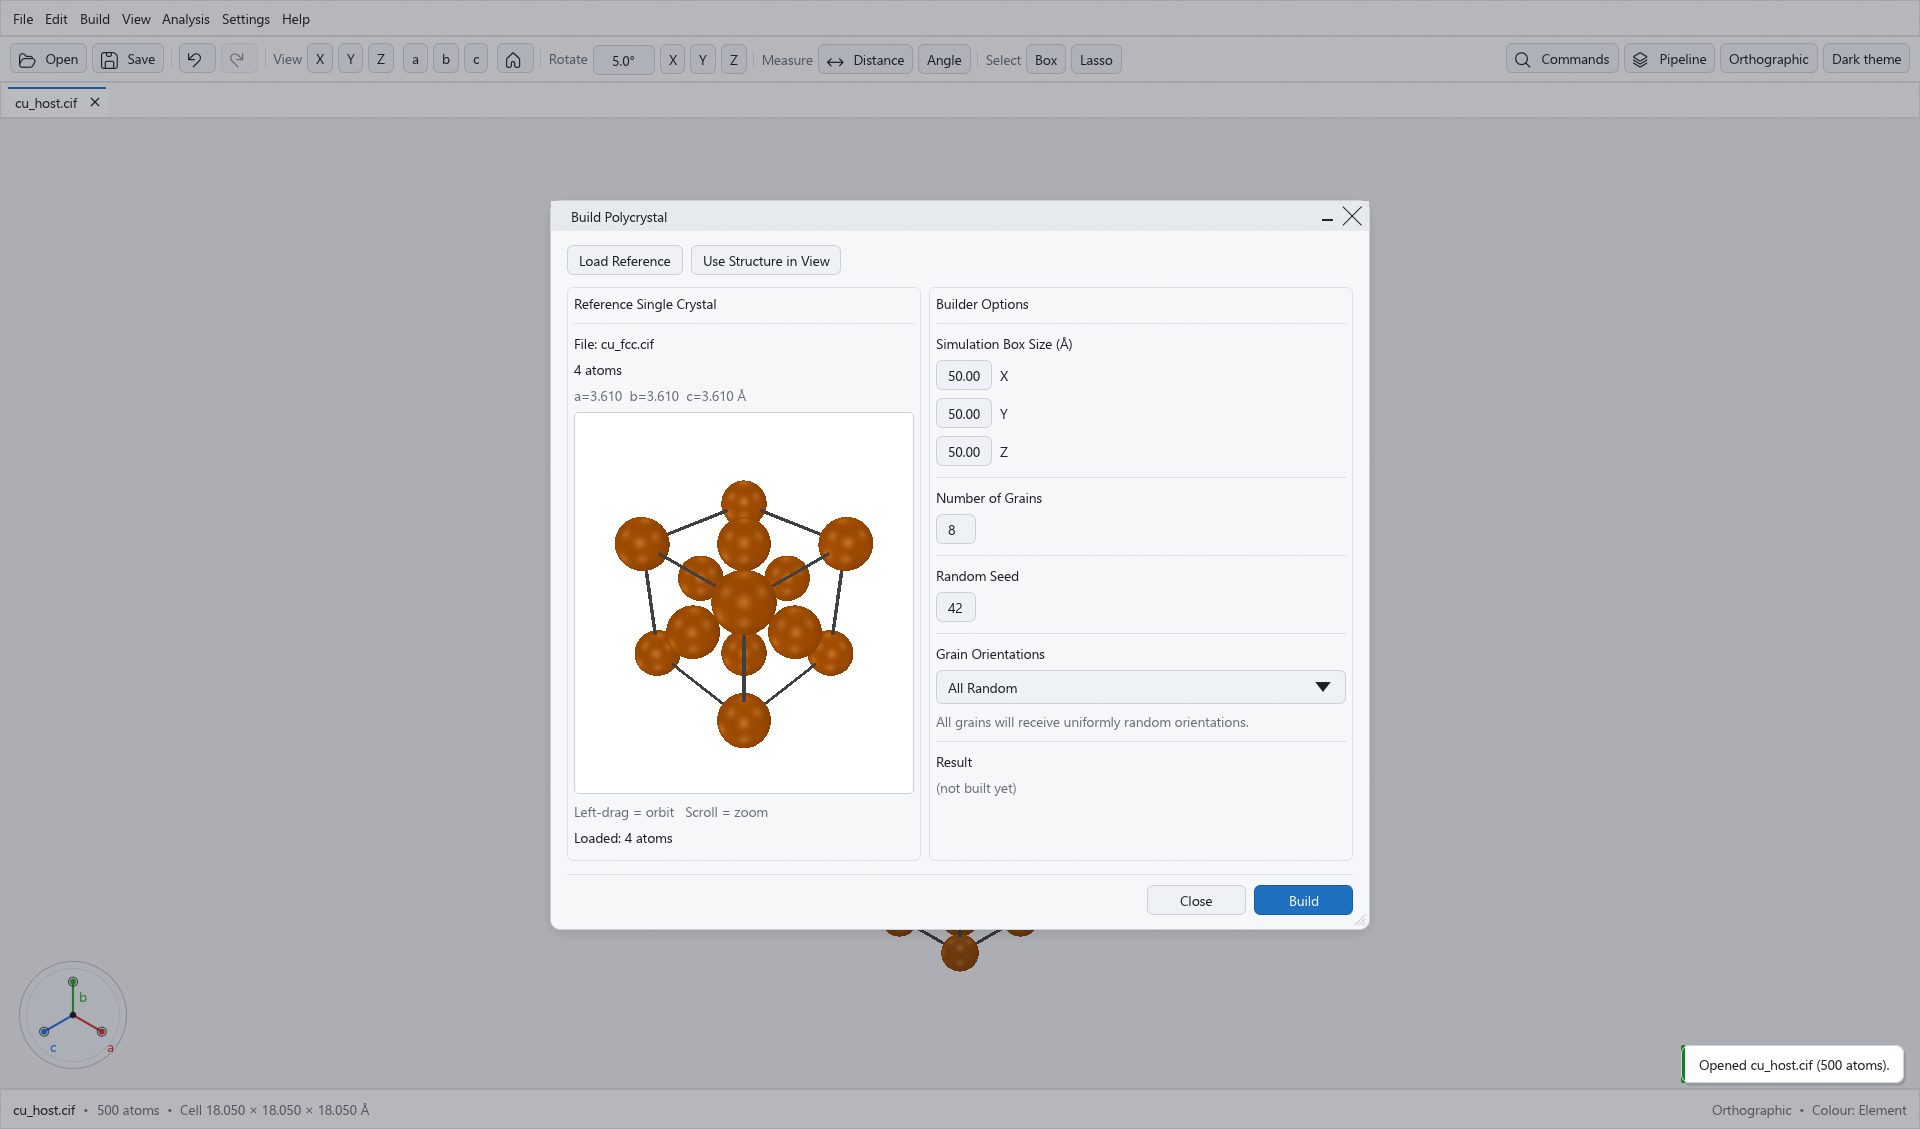 File Edit Build View Analysis Settings Help
Open Save View X Y Z a b c Rotate 5.0° X Y Z Measure Distance Angle Select Box Lasso Commands Pipeline Orthographic Dark theme
cu_host.cif
Build Polycrystal
Load Reference Use Structure in View
Reference Single Crystal
File: cu_fcc.cif
4 atoms
a=3.610 b=3.610 c=3.610 Å
Left-drag = orbit Scroll = zoom
Loaded: 4 atoms
Builder Options
Simulation Box Size (Å)
50.00 X
50.00 Y
50.00 Z
Number of Grains
8
Random Seed
42
Grain Orientations
All Random
All grains will receive uniformly random orientations.
Result
(not built yet)
Close Build
b
c a
Opened cu_host.cif (500 atoms).
cu_host.cif • 500 atoms • Cell 18.050 × 18.050 × 18.050 Å
Orthographic • Colour: Element